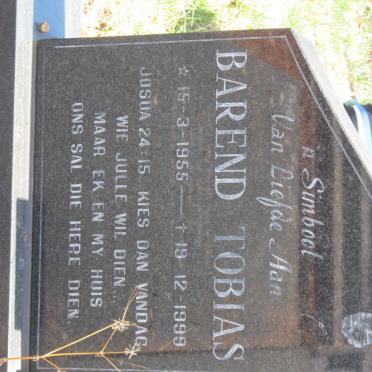 'n Simbool
Van Liefde Aan
BAREND TOBIAS
☆ 15-3-1955 — † 19-12-1999
JOSUA 24:15 KIES DAN VANDAG
WIE JULLE WIL DIEN...
MAAR EK EN MY HUIS
ONS SAL DIE HERE DIEN